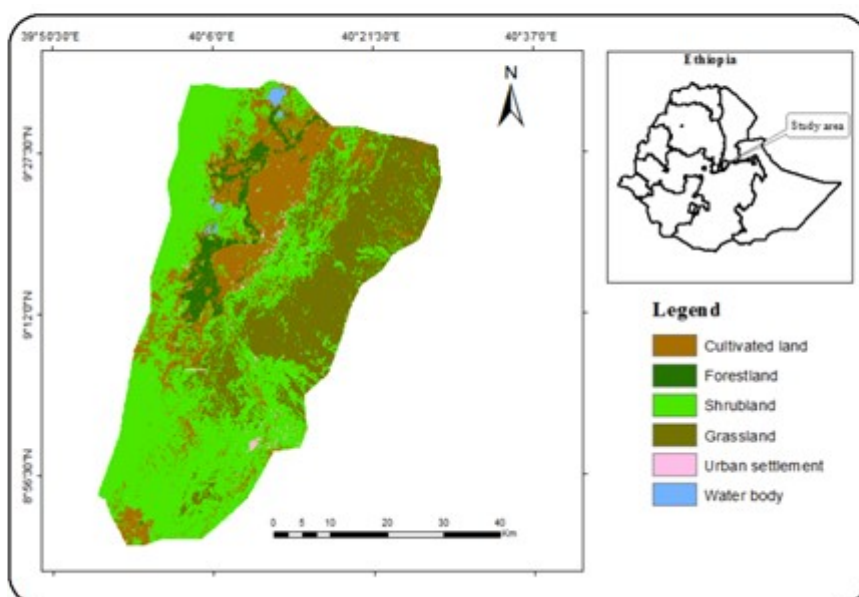 39°50'30"E 40°6'0"E 40°21'30"E 40°37'0"E
N
9°27'30"N
9°12'0"N
8°56'30"N
0 5 10 20 30 40
Km
Ethiopia
Study area
Legend
Cultivated land
Forestland
Shrubland
Grassland
Urban settlement
Water body